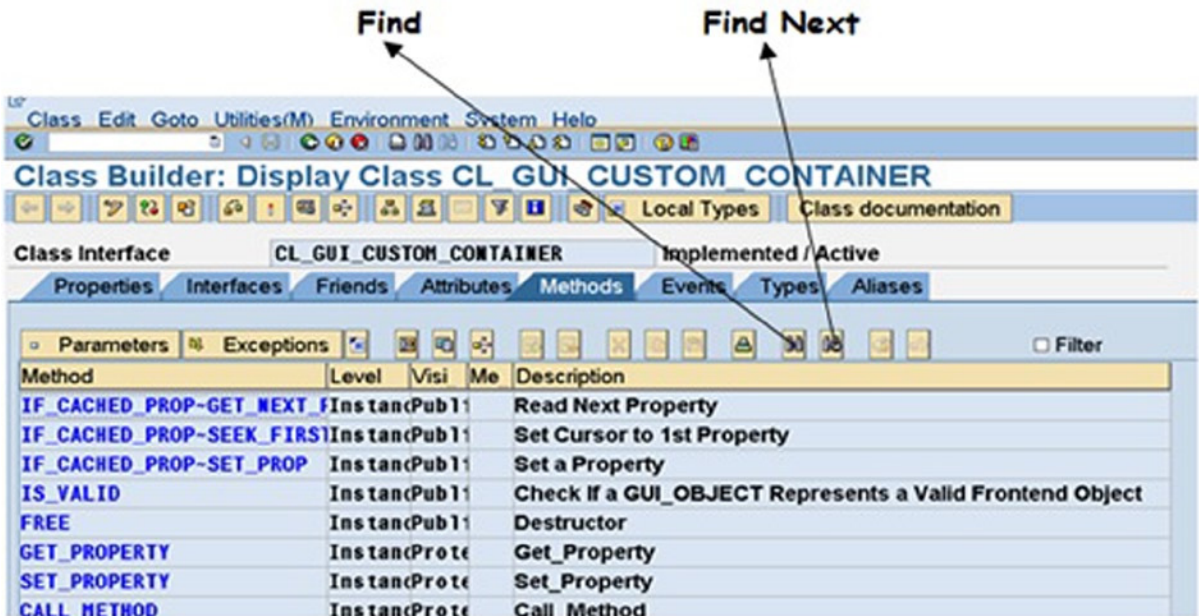 Find Find Next
Class Edit Goto Utilities(M) Environment System Help
Class Builder: Display Class CL_GUI_CUSTOM_CONTAINER
Local Types Class documentation
Class Interface CL_GUI_CUSTOM_CONTAINER Implemented / Active
Properties Interfaces Friends Attributes Methods Events Types Aliases
Parameters Exceptions Filter
Method Level Visi Me Description
IF_CACHED_PROP~GET_NEXT_P Instanc Publi Read Next Property
IF_CACHED_PROP~SEEK_FIRST Instanc Publi Set Cursor to 1st Property
IF_CACHED_PROP~SET_PROP Instanc Publi Set a Property
IS_VALID Instanc Publi Check If a GUI_OBJECT Represents a Valid Frontend Object
FREE Instanc Publi Destructor
GET_PROPERTY Instanc Prote Get_Property
SET_PROPERTY Instanc Prote Set_Property
CALL_METHOD Instanc Prote Call_Method